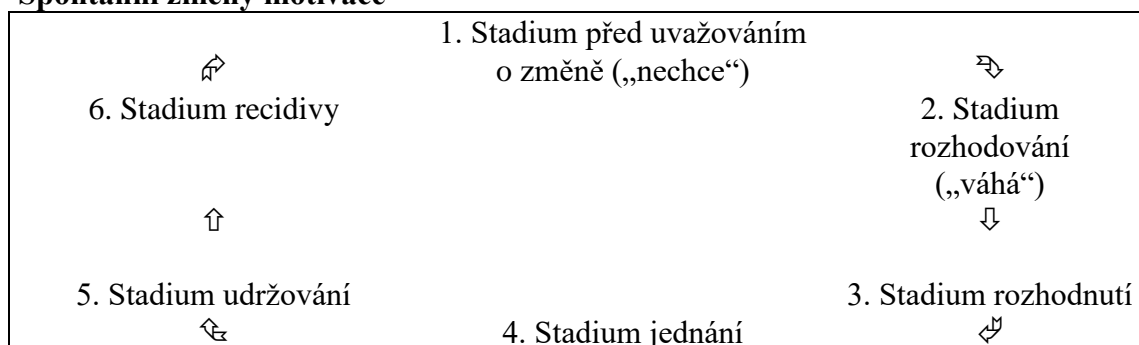 Spontánní změny motivace
1. Stadium před uvažováním
o změně („nechce“)
6. Stadium recidivy
2. Stadium
rozhodování
(„váhá“)
5. Stadium udržování
3. Stadium rozhodnutí
4. Stadium jednání